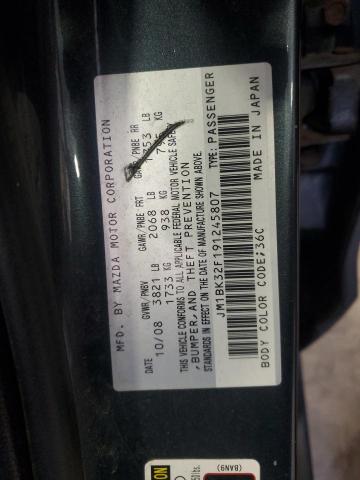 MFD. BY MAZDA MOTOR CORPORATION
DATE GVWR/PNBV GAWR/PNBE FRT GAWR/PNBE RR
10/08 3821 LB 2068 LB 1753 LB
1733 KG 938 KG 795 KG
THIS VEHICLE CONFORMS TO ALL APPLICABLE FEDERAL MOTOR VEHICLE SAFETY
,BUMPER,AND THEFT PREVENTION
STANDARDS IN EFFECT ON THE DATE OF MANUFACTURE SHOWN ABOVE.
JM1BK32F191245807 TYPE:PASSENGER
BODY COLOR CODE;36C MADE IN JAPAN
(BAN9)